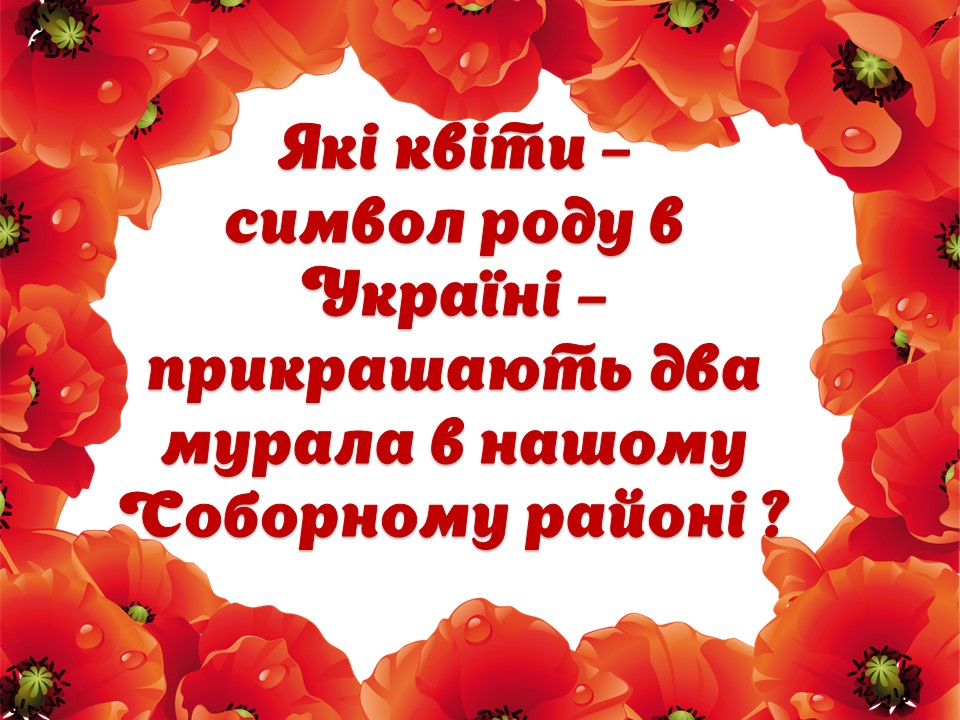 Які квіти –
символ роду в
Україні –
прикрашають два
мурала в нашому
Соборному районі ?